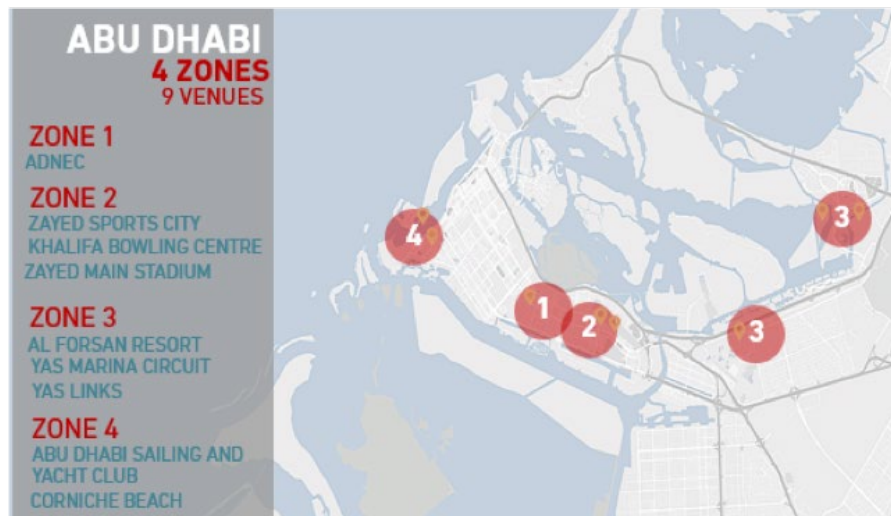 ABU DHABI
4 ZONES
9 VENUES
ZONE 1
ADNEC
ZONE 2
ZAYED SPORTS CITY
KHALIFA BOWLING CENTRE
ZAYED MAIN STADIUM
ZONE 3
AL FORSAN RESORT
YAS MARINA CIRCUIT
YAS LINKS
ZONE 4
ABU DHABI SAILING AND
YACHT CLUB
CORNICHE BEACH
3
4
1
2
3